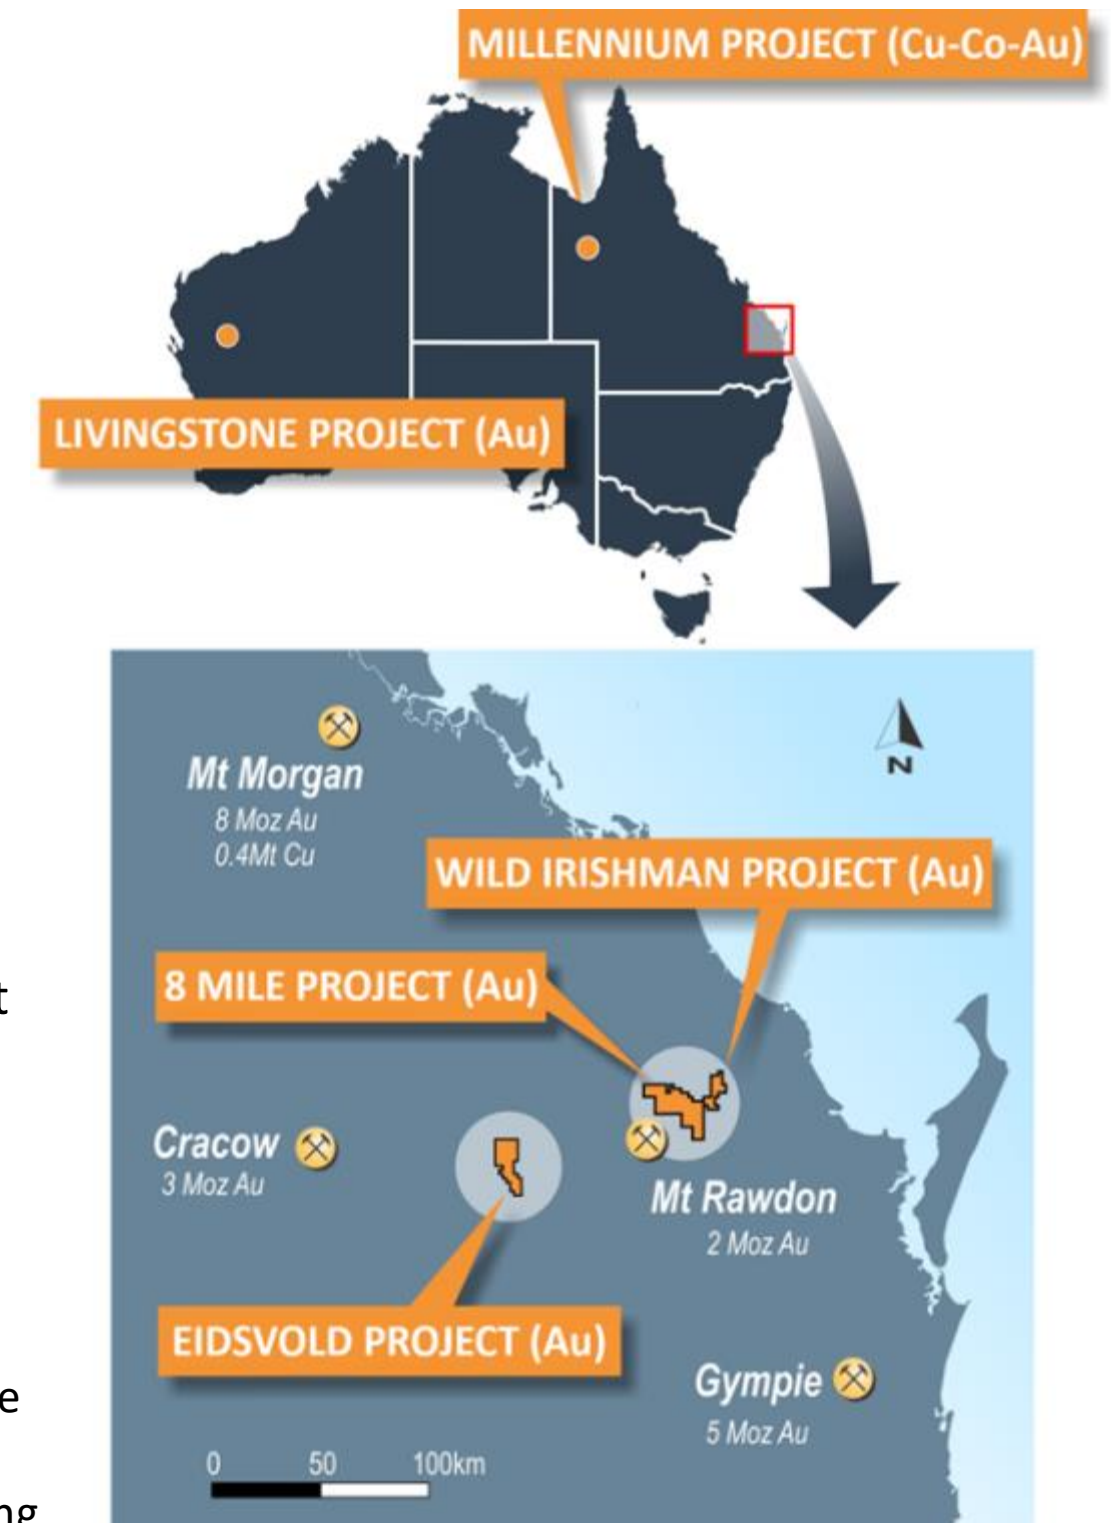 MILLENNIUM PROJECT (Cu-Co-Au)
LIVINGSTONE PROJECT (Au)
N
Mt Morgan
8 Moz Au
0.4Mt Cu
WILD IRISHMAN PROJECT (Au)
8 MILE PROJECT (Au)
t
Cracow
3 Moz Au
Mt Rawdon
2 Moz Au
EIDSVOLD PROJECT (Au)
Gympie
5 Moz Au
e
0 50 100km
ng